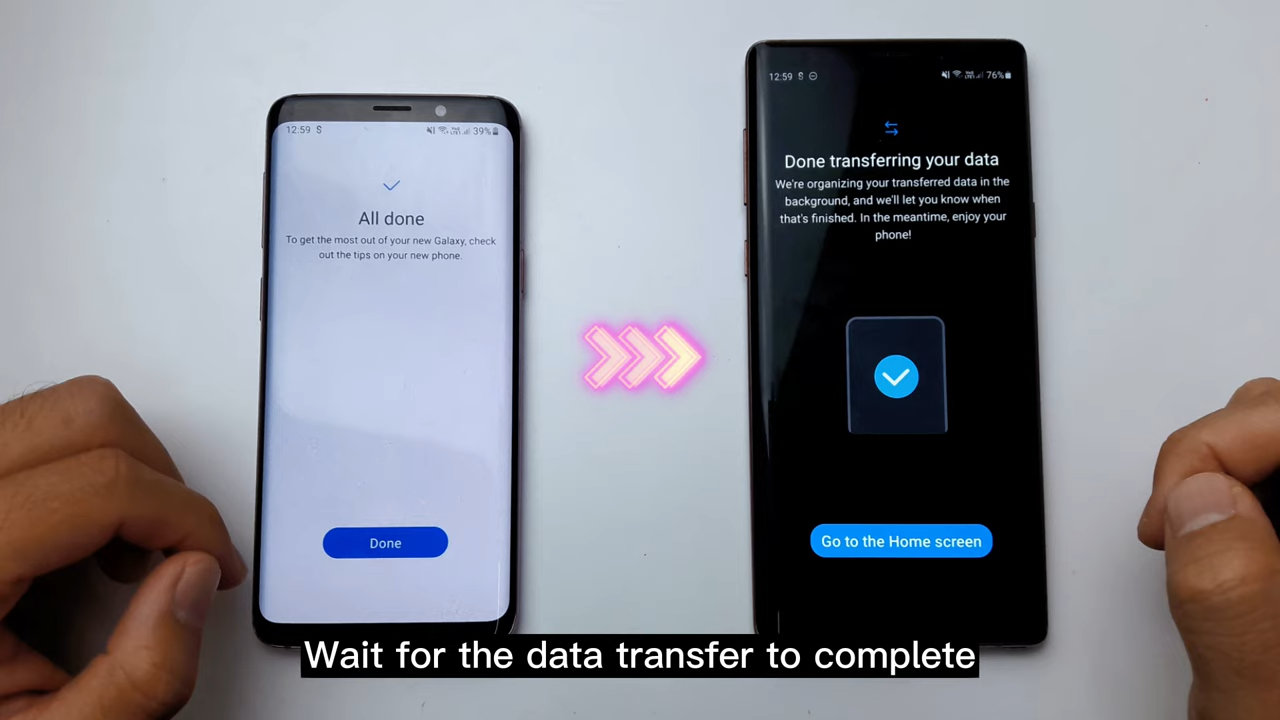 12:59
39%
All done
To get the most out of your new Galaxy, check
out the tips on your new phone.
Done
12:59
76%
Done transferring your data
We're organizing your transferred data in the
background, and we'll let you know when
that's finished. In the meantime, enjoy your
phone!
Go to the Home screen
Wait for the data transfer to complete